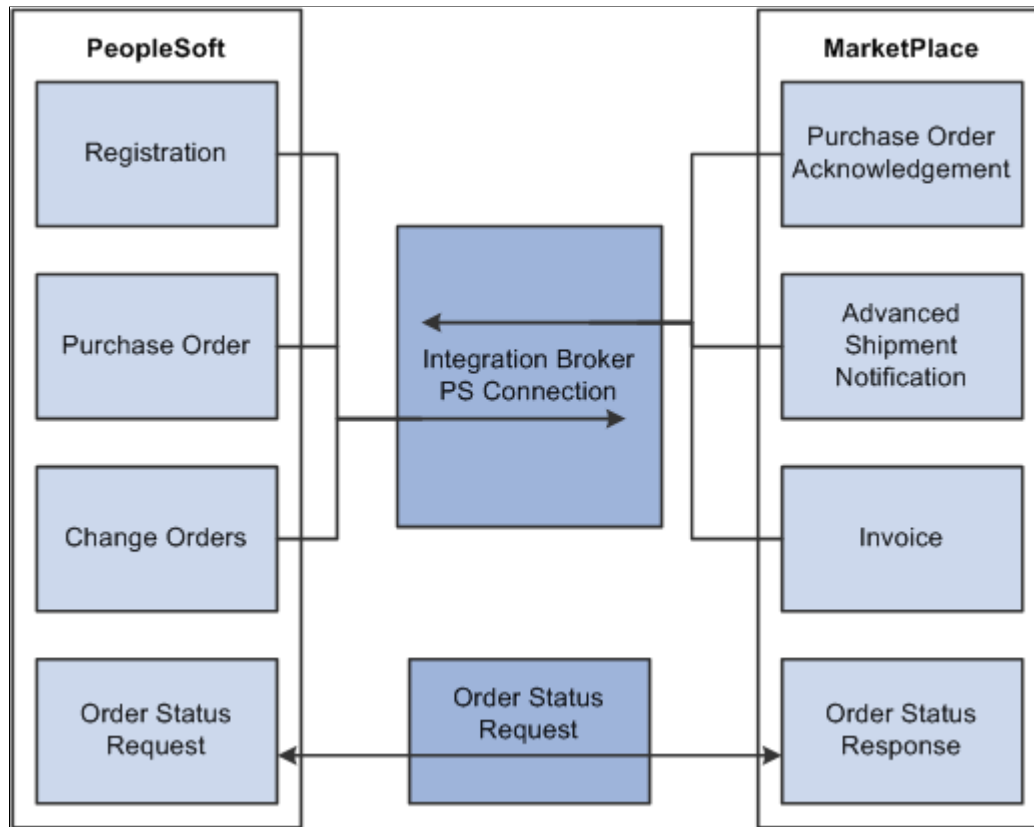 PeopleSoft
Registration
Purchase Order
Change Orders
Order Status
Request
Integration Broker
PS Connection
Order Status
Request
MarketPlace
Purchase Order
Acknowledgement
Advanced
Shipment
Notification
Invoice
Order Status
Response